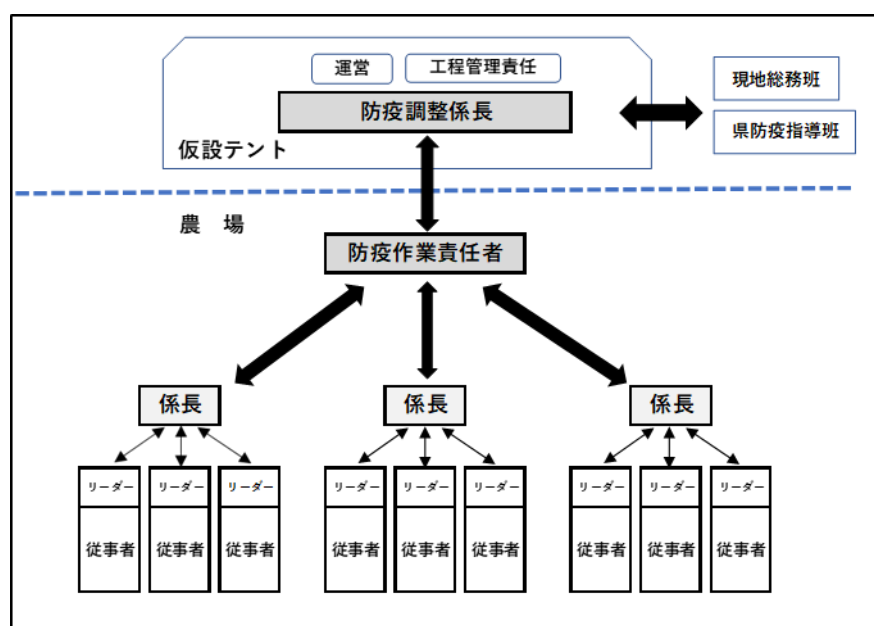 運営
工程管理責任
防疫調整係長
仮設テント
現地総務班
県防疫指導班
農　場
防疫作業責任者
係長
係長
係長
リーダー
リーダー
リーダー
リーダー
リーダー
リーダー
リーダー
リーダー
リーダー
従事者
従事者
従事者
従事者
従事者
従事者
従事者
従事者
従事者